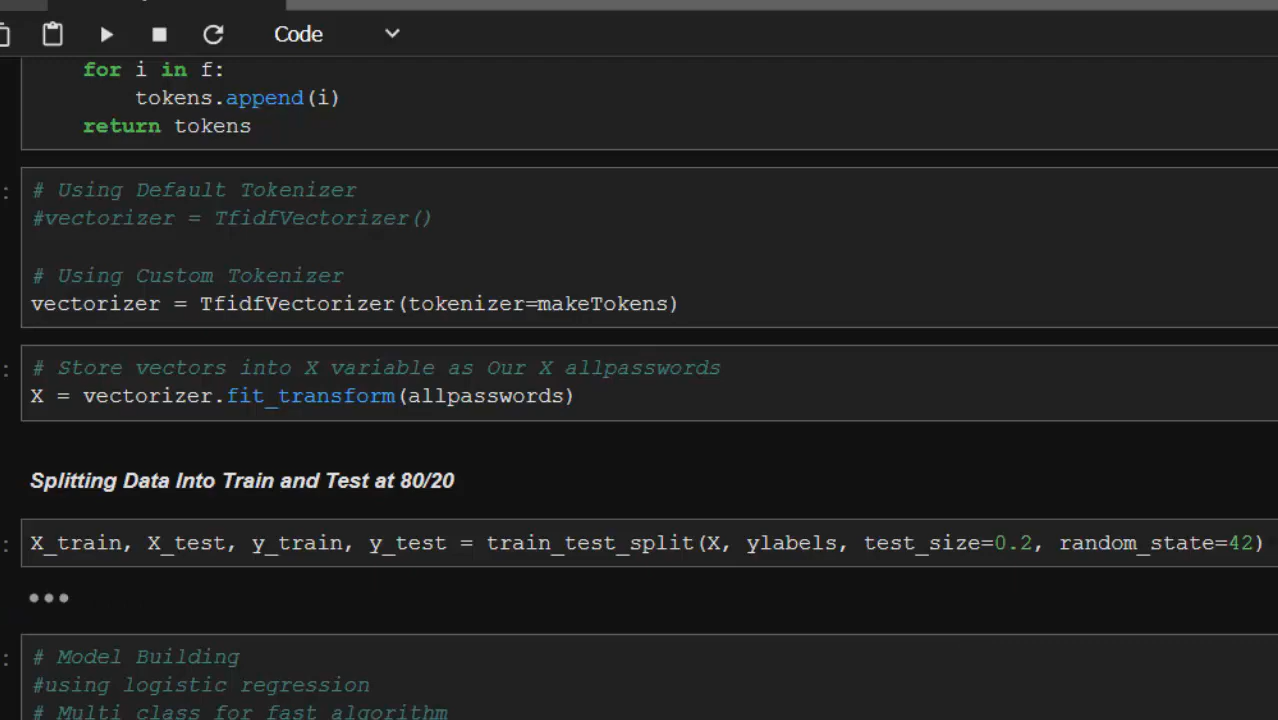 Code
for i in f:
tokens.append(i)
return tokens
# Using Default Tokenizer
#vectorizer = TfidfVectorizer()
# Using Custom Tokenizer
vectorizer = TfidfVectorizer(tokenizer=makeTokens)
# Store vectors into X variable as Our X allpasswords
X = vectorizer.fit_transform(allpasswords)
Splitting Data Into Train and Test at 80/20
X_train, X_test, y_train, y_test = train_test_split(X, ylabels, test_size=0.2, random_state=42)
# Model Building
#using logistic regression
# Multi class for fast algorithm